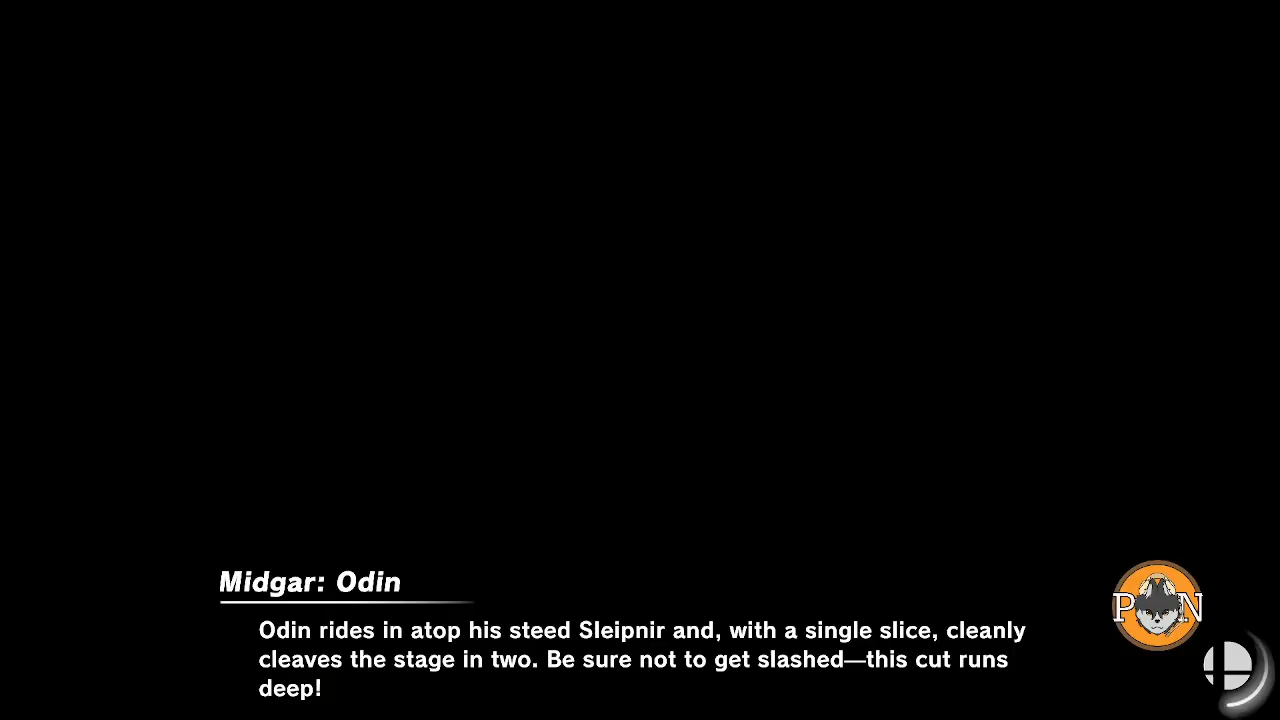 Midgar: Odin
Odin rides in atop his steed Sleipnir and, with a single slice, cleanly
cleaves the stage in two. Be sure not to get slashed—this cut runs
deep!
P N